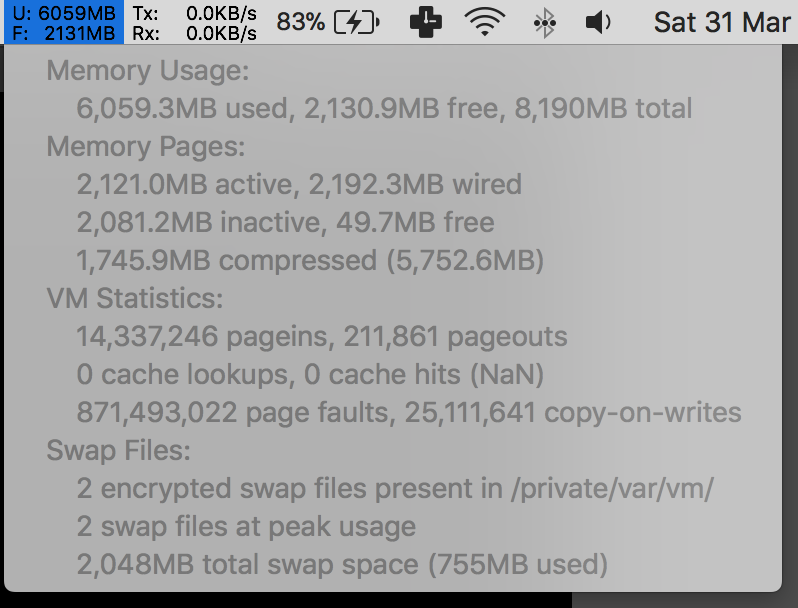 U: 6059MB Tx: 0.0KB/s 83% Sat 31 Mar
F: 2131MB Rx: 0.0KB/s
Memory Usage:
6,059.3MB used, 2,130.9MB free, 8,190MB total
Memory Pages:
2,121.0MB active, 2,192.3MB wired
2,081.2MB inactive, 49.7MB free
1,745.9MB compressed (5,752.6MB)
VM Statistics:
14,337,246 pageins, 211,861 pageouts
0 cache lookups, 0 cache hits (NaN)
871,493,022 page faults, 25,111,641 copy-on-writes
Swap Files:
2 encrypted swap files present in /private/var/vm/
2 swap files at peak usage
2,048MB total swap space (755MB used)